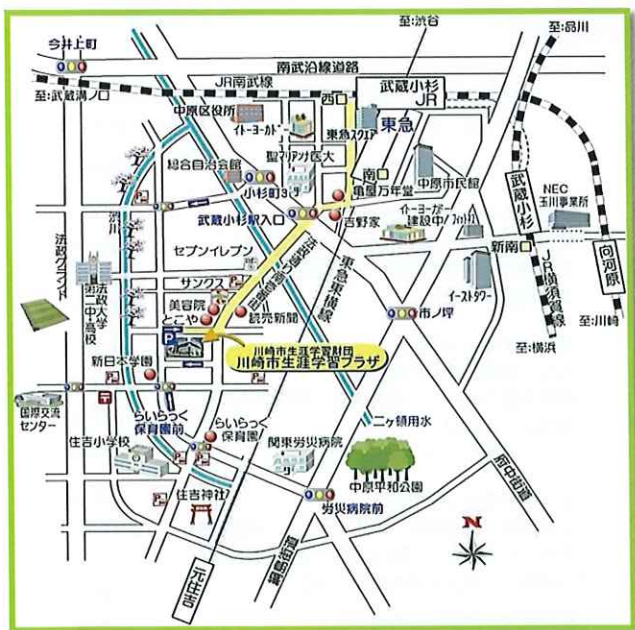 至:渋谷
至:品川
今井上町
南武沿線道路
JR南武線
至:武蔵溝ノ口
武蔵小杉
JR
西口
中原区役所
イトーヨーカドー
東急スクエア
東急
聖マリアンナ医大
総合自治会館
小杉町3
南口
中原市民館
亀屋万年堂
渋川
武蔵小杉駅入口
吉野家
イトーヨーカドー
建設中
武蔵小杉
NEC
玉川事業所
新南口
法政グランド
セブンイレブン
法政通り商店街
東急東横線
JR横須賀線
向河原
法政大学
第二中・高校
サンクス
イーストタワー
美容院
とこや
読売新聞
市ノ坪
至:川崎
至:横浜
P
川崎市生涯学習財団
川崎市生涯学習プラザ
新日本学園
国際交流
センター
らいらっく
保育園前
らいらっく
保育園
二ヶ領用水
住吉小学校
関東労災病院
中原平和公園
府中街道
住吉神社
労災病院前
N
綱島街道
元住吉